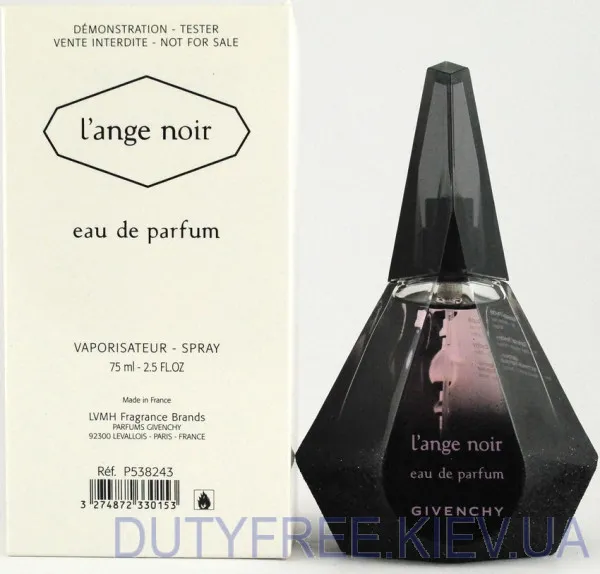 DÉMONSTRATION - TESTER
VENTE INTERDITE - NOT FOR SALE
l'ange noir
eau de parfum
VAPORISATEUR - SPRAY
75 ml - 2.5 FL.OZ
Made in France
LVMH Fragrance Brands
PARFUMS GIVENCHY
92300 LEVALLOIS - PARIS - FRANCE
Réf. P538243
3 274872 330153
l'ange noir
eau de parfum
GIVENCHY
DUTYFREE.KIEV.UA